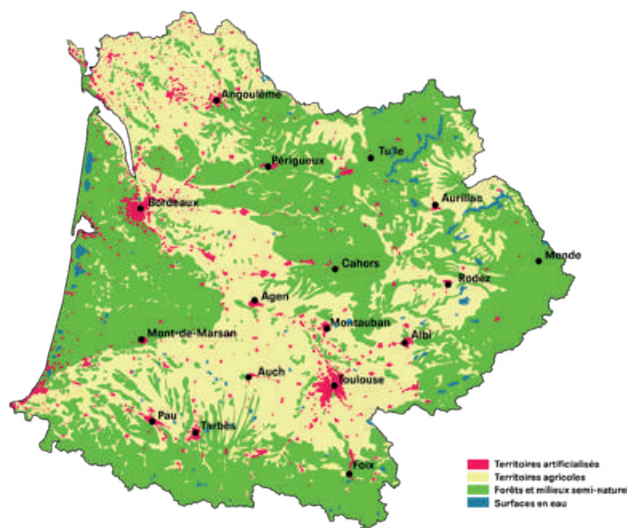 Angoulême
Tulle
Périgueux
Aurillac
Bordeaux
Mende
Cahors
Rodez
Agen
Montauban
Mont-de-Marsan
Albi
Auch
Toulouse
Pau
Tarbes
Foix
Territoires artificialisés
Territoires agricoles
Forêts et milieux semi-naturel
Surfaces en eau